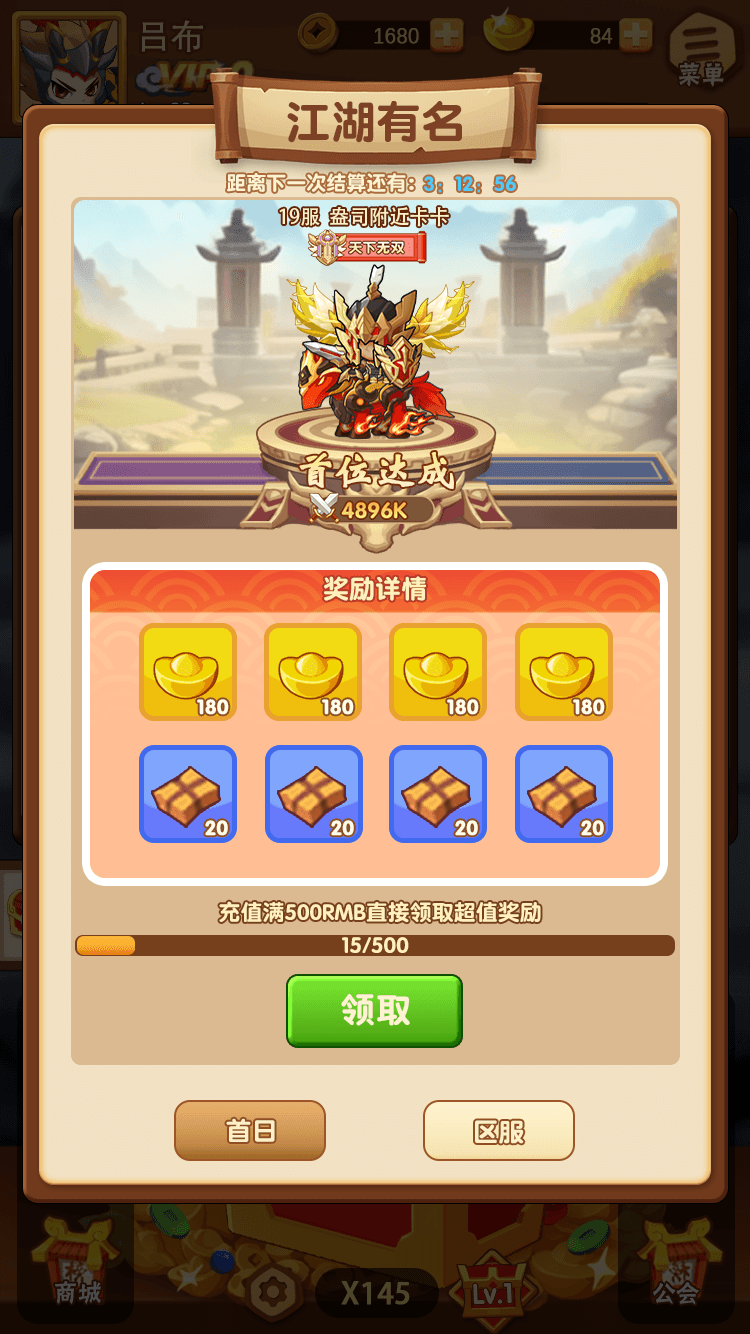 吕布
1680
84
菜单
江湖有名
距离下一次结算还有：3：12：56
19服 盎司附近卡卡
天下无双
首位达成
4896K
奖励详情
180
180
180
180
20
20
20
20
充值满500RMB直接领取超值奖励
15/500
领取
首日
区服
商城
X145
Lv.1
公会